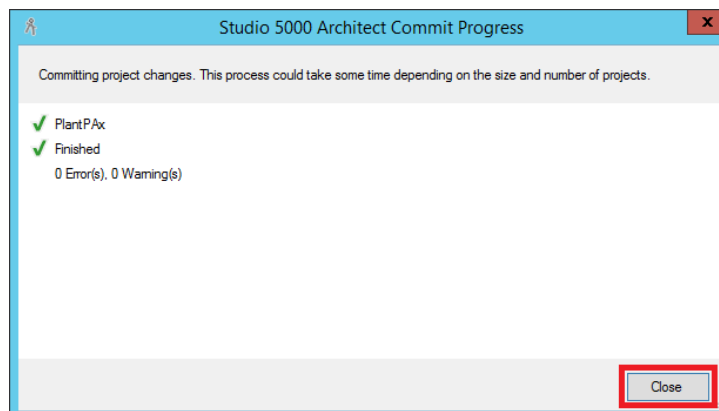 Studio 5000 Architect Commit Progress
x
Committing project changes. This process could take some time depending on the size and number of projects.
PlantPAx
Finished
0 Error(s), 0 Warning(s)
Close